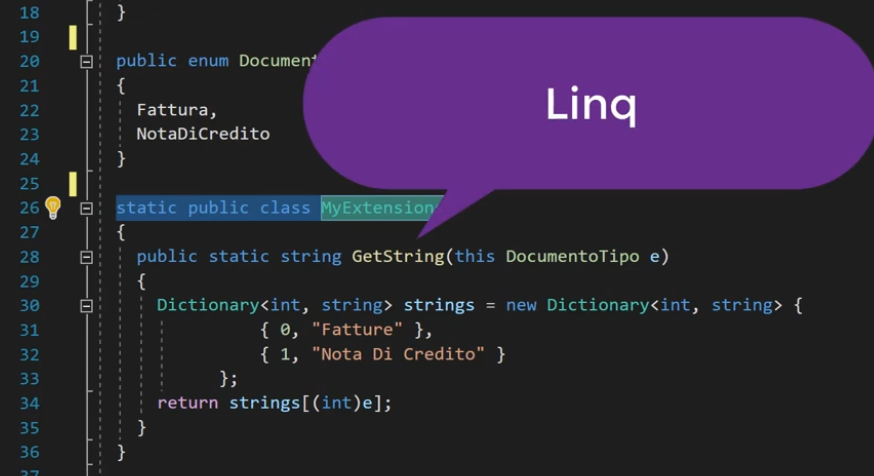 18 }
19
20 public enum Document
21 {
22 Fattura,
23 NotaDiCredito
24 }
25
26 static public class MyExtension
27 {
28 public static string GetString(this DocumentoTipo e)
29 {
30 Dictionary<int, string> strings = new Dictionary<int, string> {
31 { 0, "Fatture" },
32 { 1, "Nota Di Credito" }
33 };
34 return strings[(int)e];
35 }
36 }
37
Linq